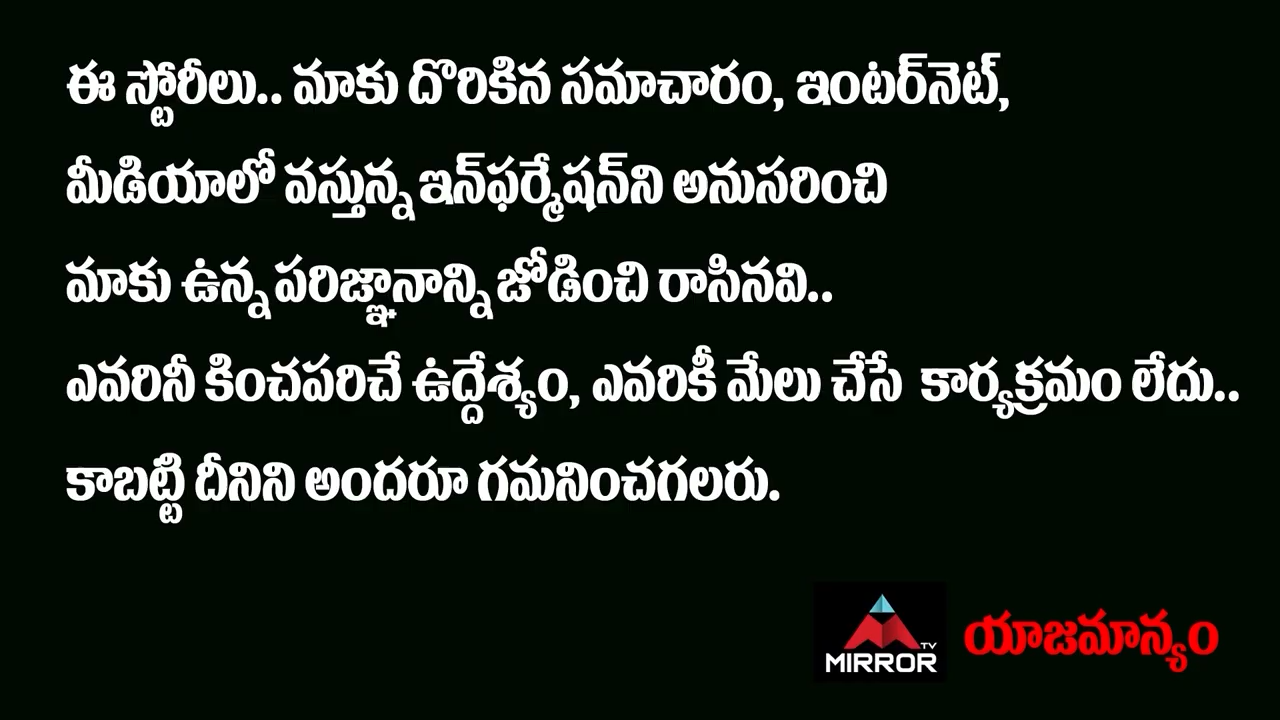 ఈ స్టోరీలు.. మాకు దొరికిన సమాచారం, ఇంటర్‌నెట్,
మీడియాలో వస్తున్న ఇన్‌ఫర్మేషన్‌ని అనుసరించి
మాకు ఉన్న పరిజ్ఞానాన్ని జోడించి రాసినవి..
ఎవరినీ కించపరిచే ఉద్దేశ్యం, ఎవరికీ మేలు చేసే కార్యక్రమం లేదు..
కాబట్టి దీనిని అందరూ గమనించగలరు.
TV
MIRROR
యాజమాన్యం